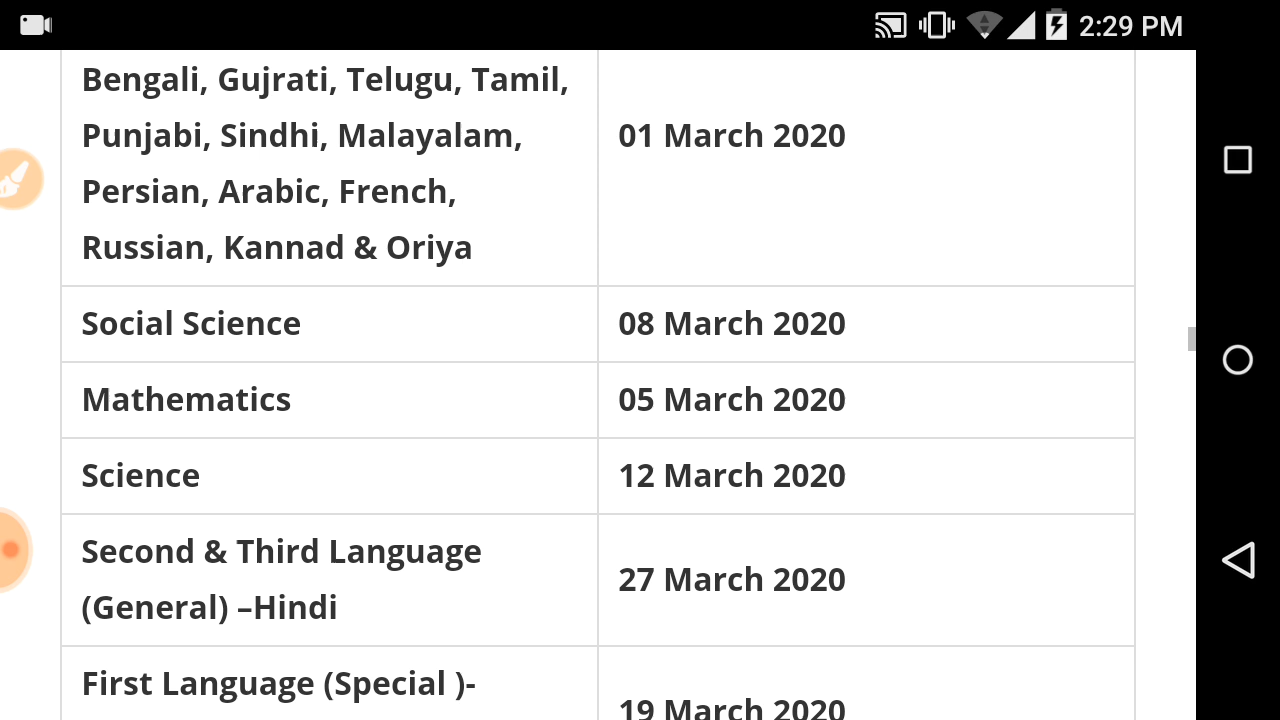 2:29 PM
Bengali, Gujrati, Telugu, Tamil,
Punjabi, Sindhi, Malayalam,
Persian, Arabic, French,
Russian, Kannad & Oriya
01 March 2020
Social Science
08 March 2020
Mathematics
05 March 2020
Science
12 March 2020
Second & Third Language
(General) –Hindi
27 March 2020
First Language (Special )-
19 March 2020